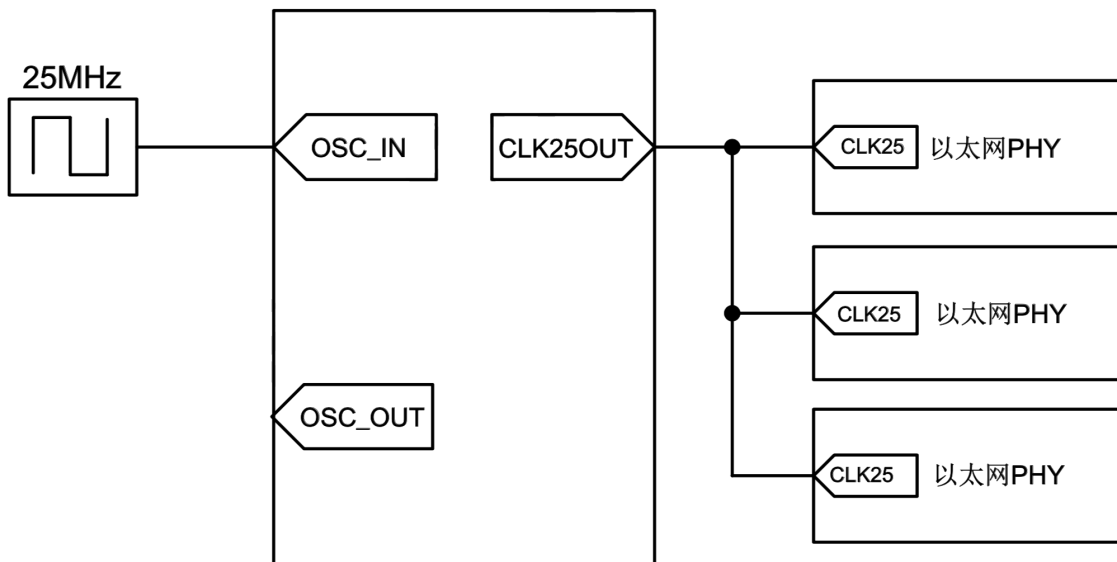 25MHz
OSC_IN
CLK25OUT
CLK25
以太网PHY
CLK25
以太网PHY
OSC_OUT
CLK25
以太网PHY